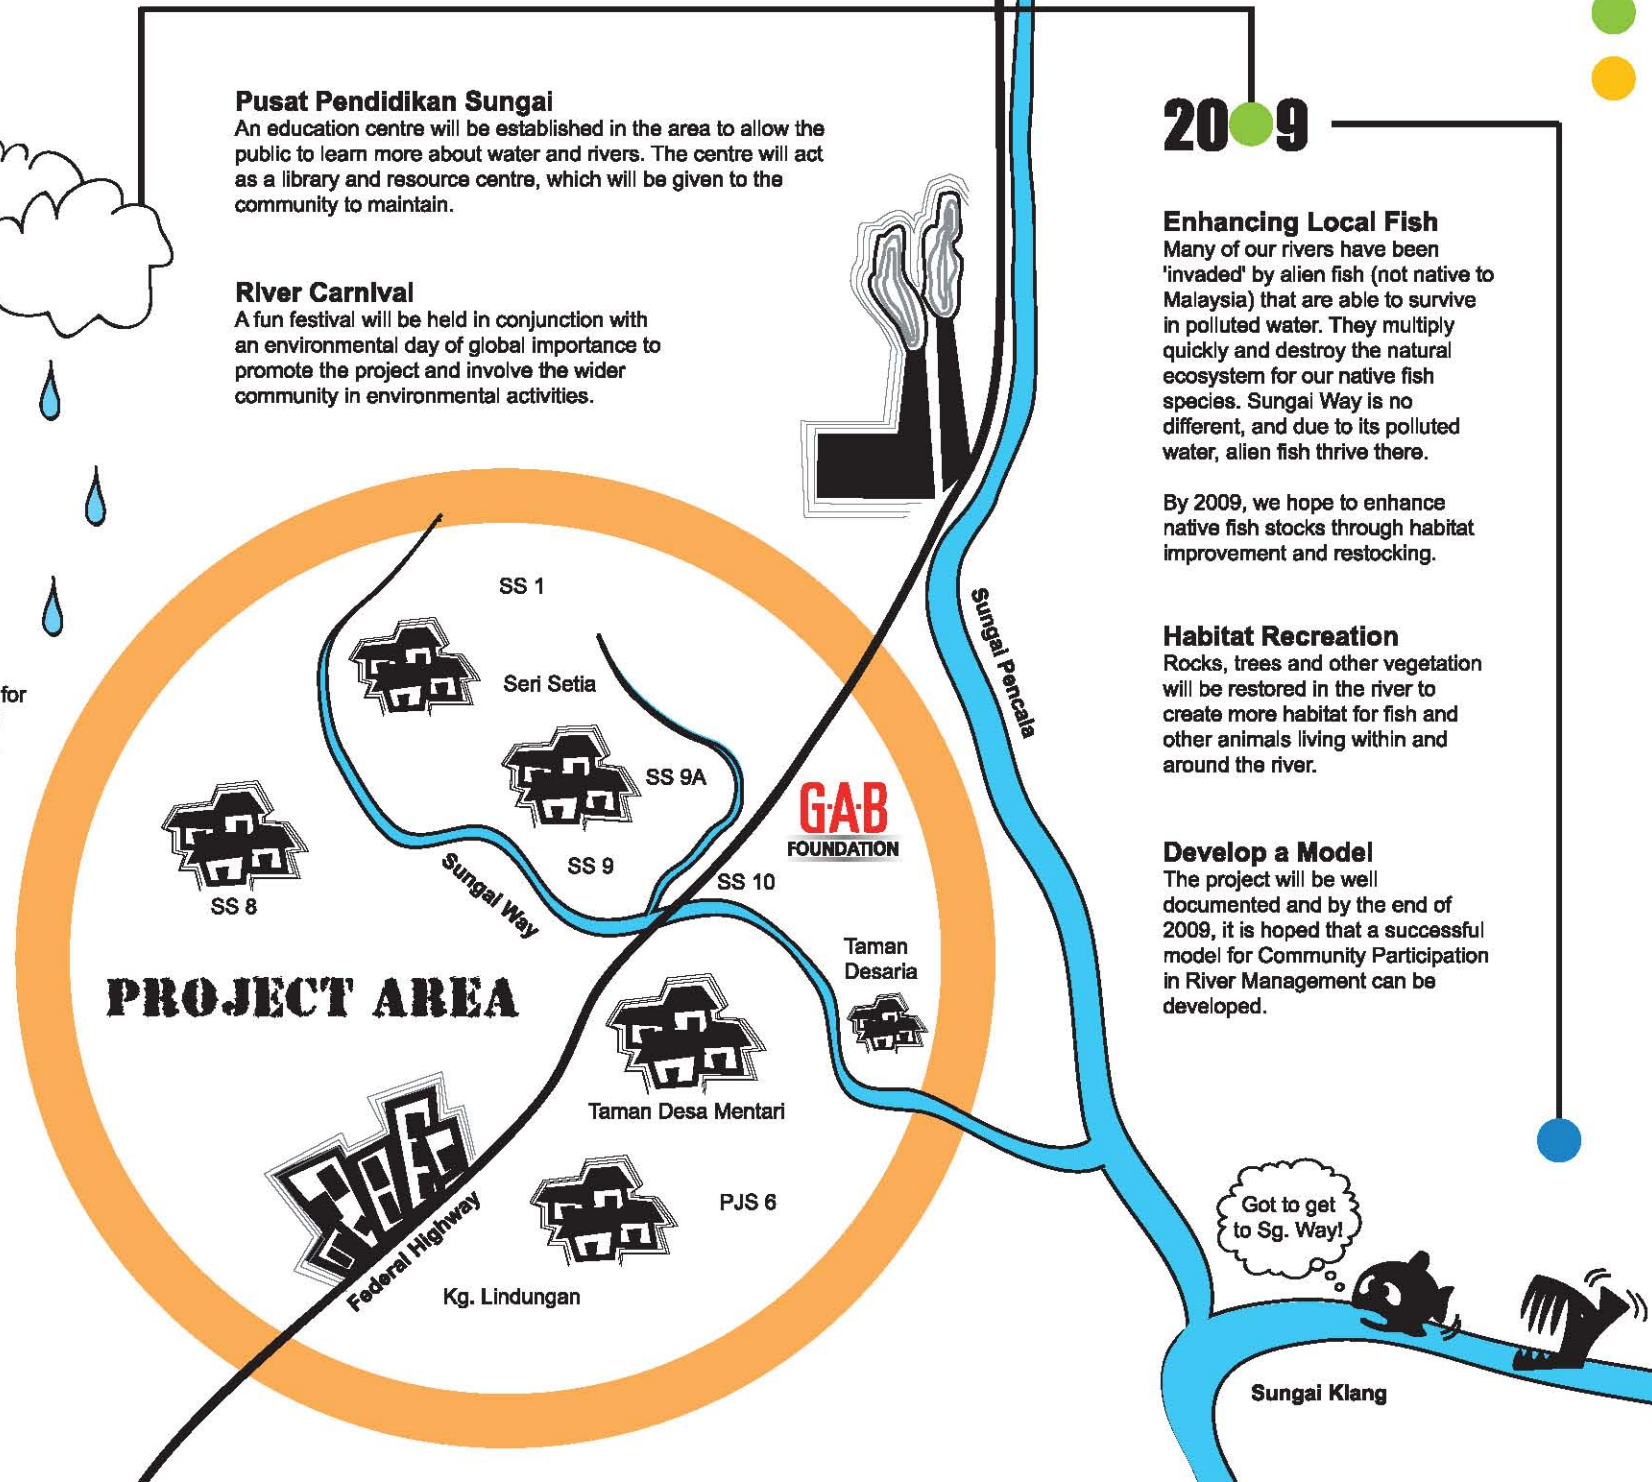 Pusat Pendidikan Sungai
An education centre will be established in the area to allow the
public to learn more about water and rivers. The centre will act
as a library and resource centre, which will be given to the
community to maintain.
River Carnival
A fun festival will be held in conjunction with
an environmental day of global importance to
promote the project and involve the wider
community in environmental activities.
2009
Enhancing Local Fish
Many of our rivers have been
'invaded' by alien fish (not native to
Malaysia) that are able to survive
in polluted water. They multiply
quickly and destroy the natural
ecosystem for our native fish
species. Sungai Way is no
different, and due to its polluted
water, alien fish thrive there.
By 2009, we hope to enhance
native fish stocks through habitat
improvement and restocking.
Habitat Recreation
Rocks, trees and other vegetation
will be restored in the river to
create more habitat for fish and
other animals living within and
around the river.
Develop a Model
The project will be well
documented and by the end of
2009, it is hoped that a successful
model for Community Participation
in River Management can be
developed.
for
SS 1
Seri Setia
SS 9A
SS 9
SS 8
Sungai Way
G·A·B
FOUNDATION
SS 10
Sungai Pencala
Taman
Desaria
PROJECT AREA
Taman Desa Mentari
PJS 6
Federal Highway
Kg. Lindungan
Got to get
to Sg. Way!
Sungai Klang